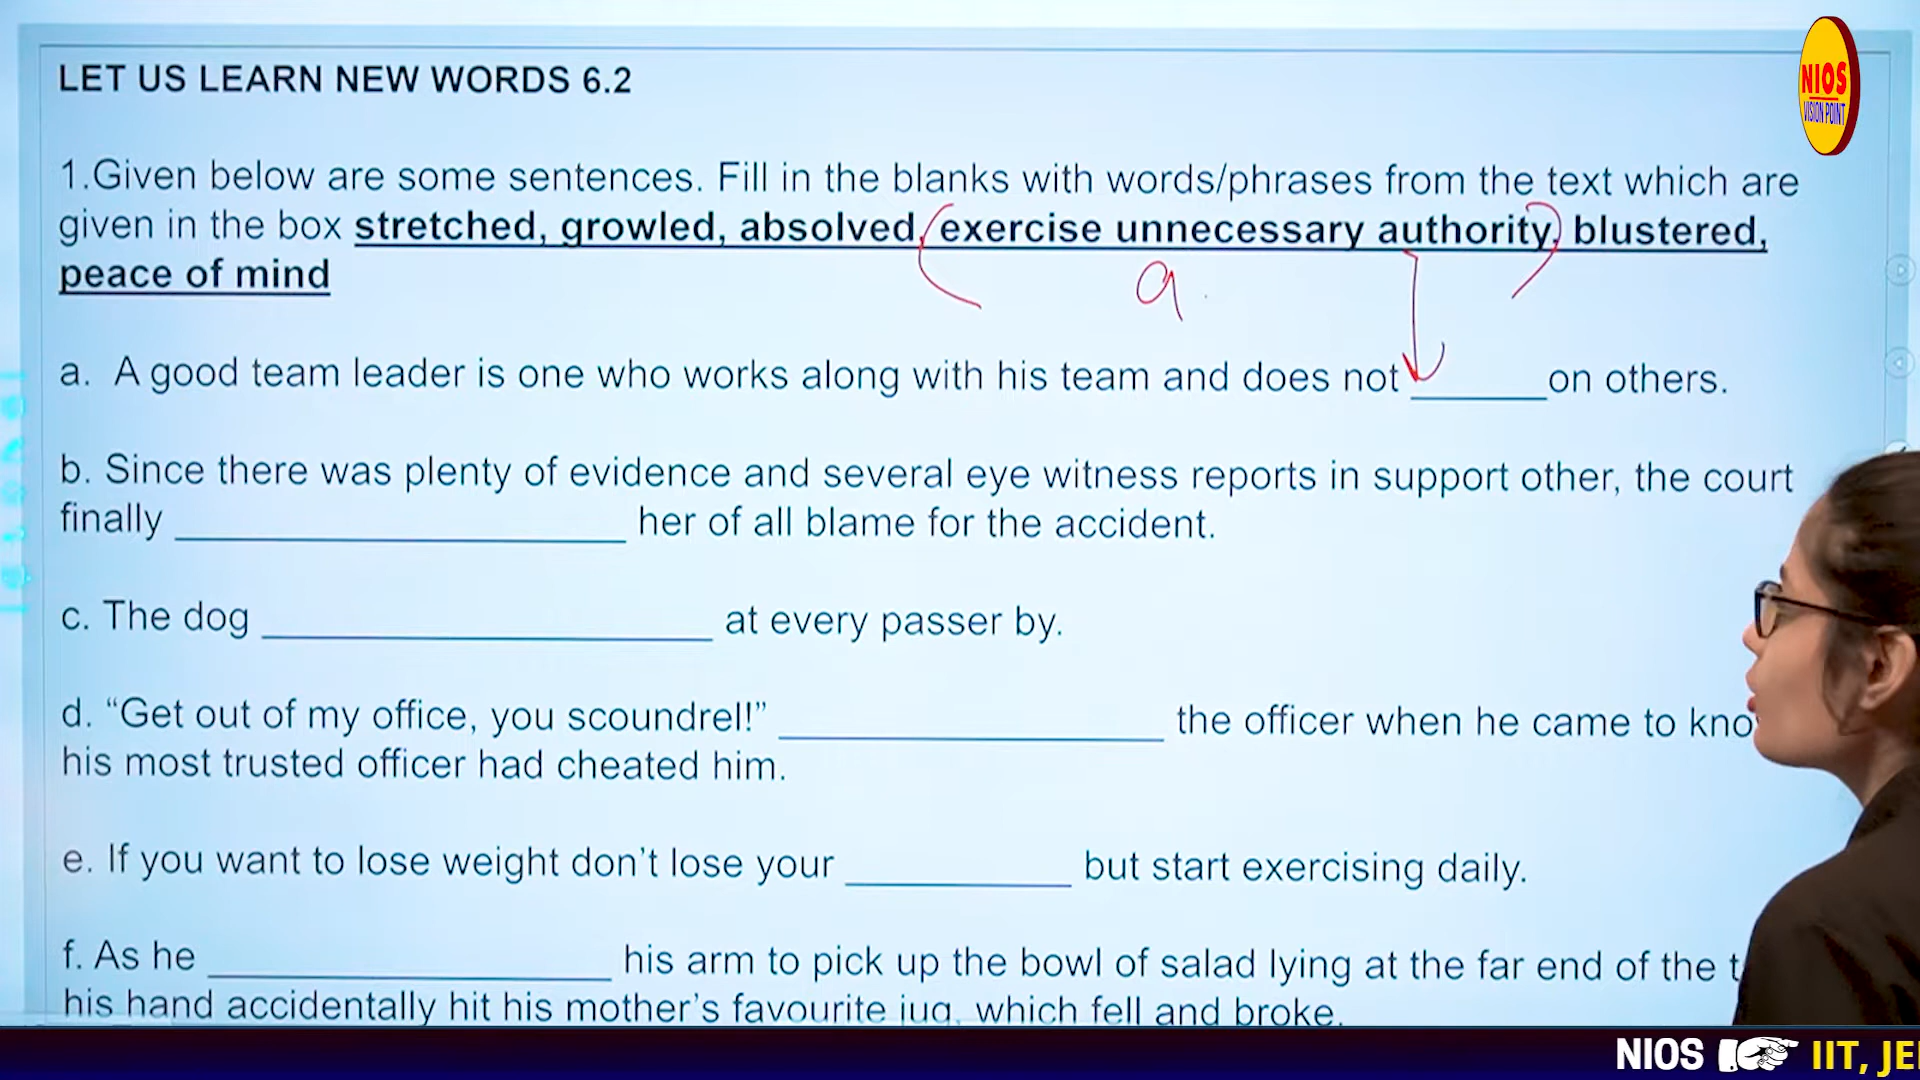 LET US LEARN NEW WORDS 6.2
NIOS
VISION POINT
1.Given below are some sentences. Fill in the blanks with words/phrases from the text which are
given in the box stretched, growled, absolved, exercise unnecessary authority, blustered,
peace of mind
a
a. A good team leader is one who works along with his team and does not ______on others.
b. Since there was plenty of evidence and several eye witness reports in support other, the court
finally ____________________ her of all blame for the accident.
c. The dog ____________________ at every passer by.
d. “Get out of my office, you scoundrel!” _________________ the officer when he came to kno
his most trusted officer had cheated him.
e. If you want to lose weight don’t lose your __________ but start exercising daily.
f. As he __________________ his arm to pick up the bowl of salad lying at the far end of the t
his hand accidentally hit his mother’s favourite jug, which fell and broke.
NIOS IIT, JE